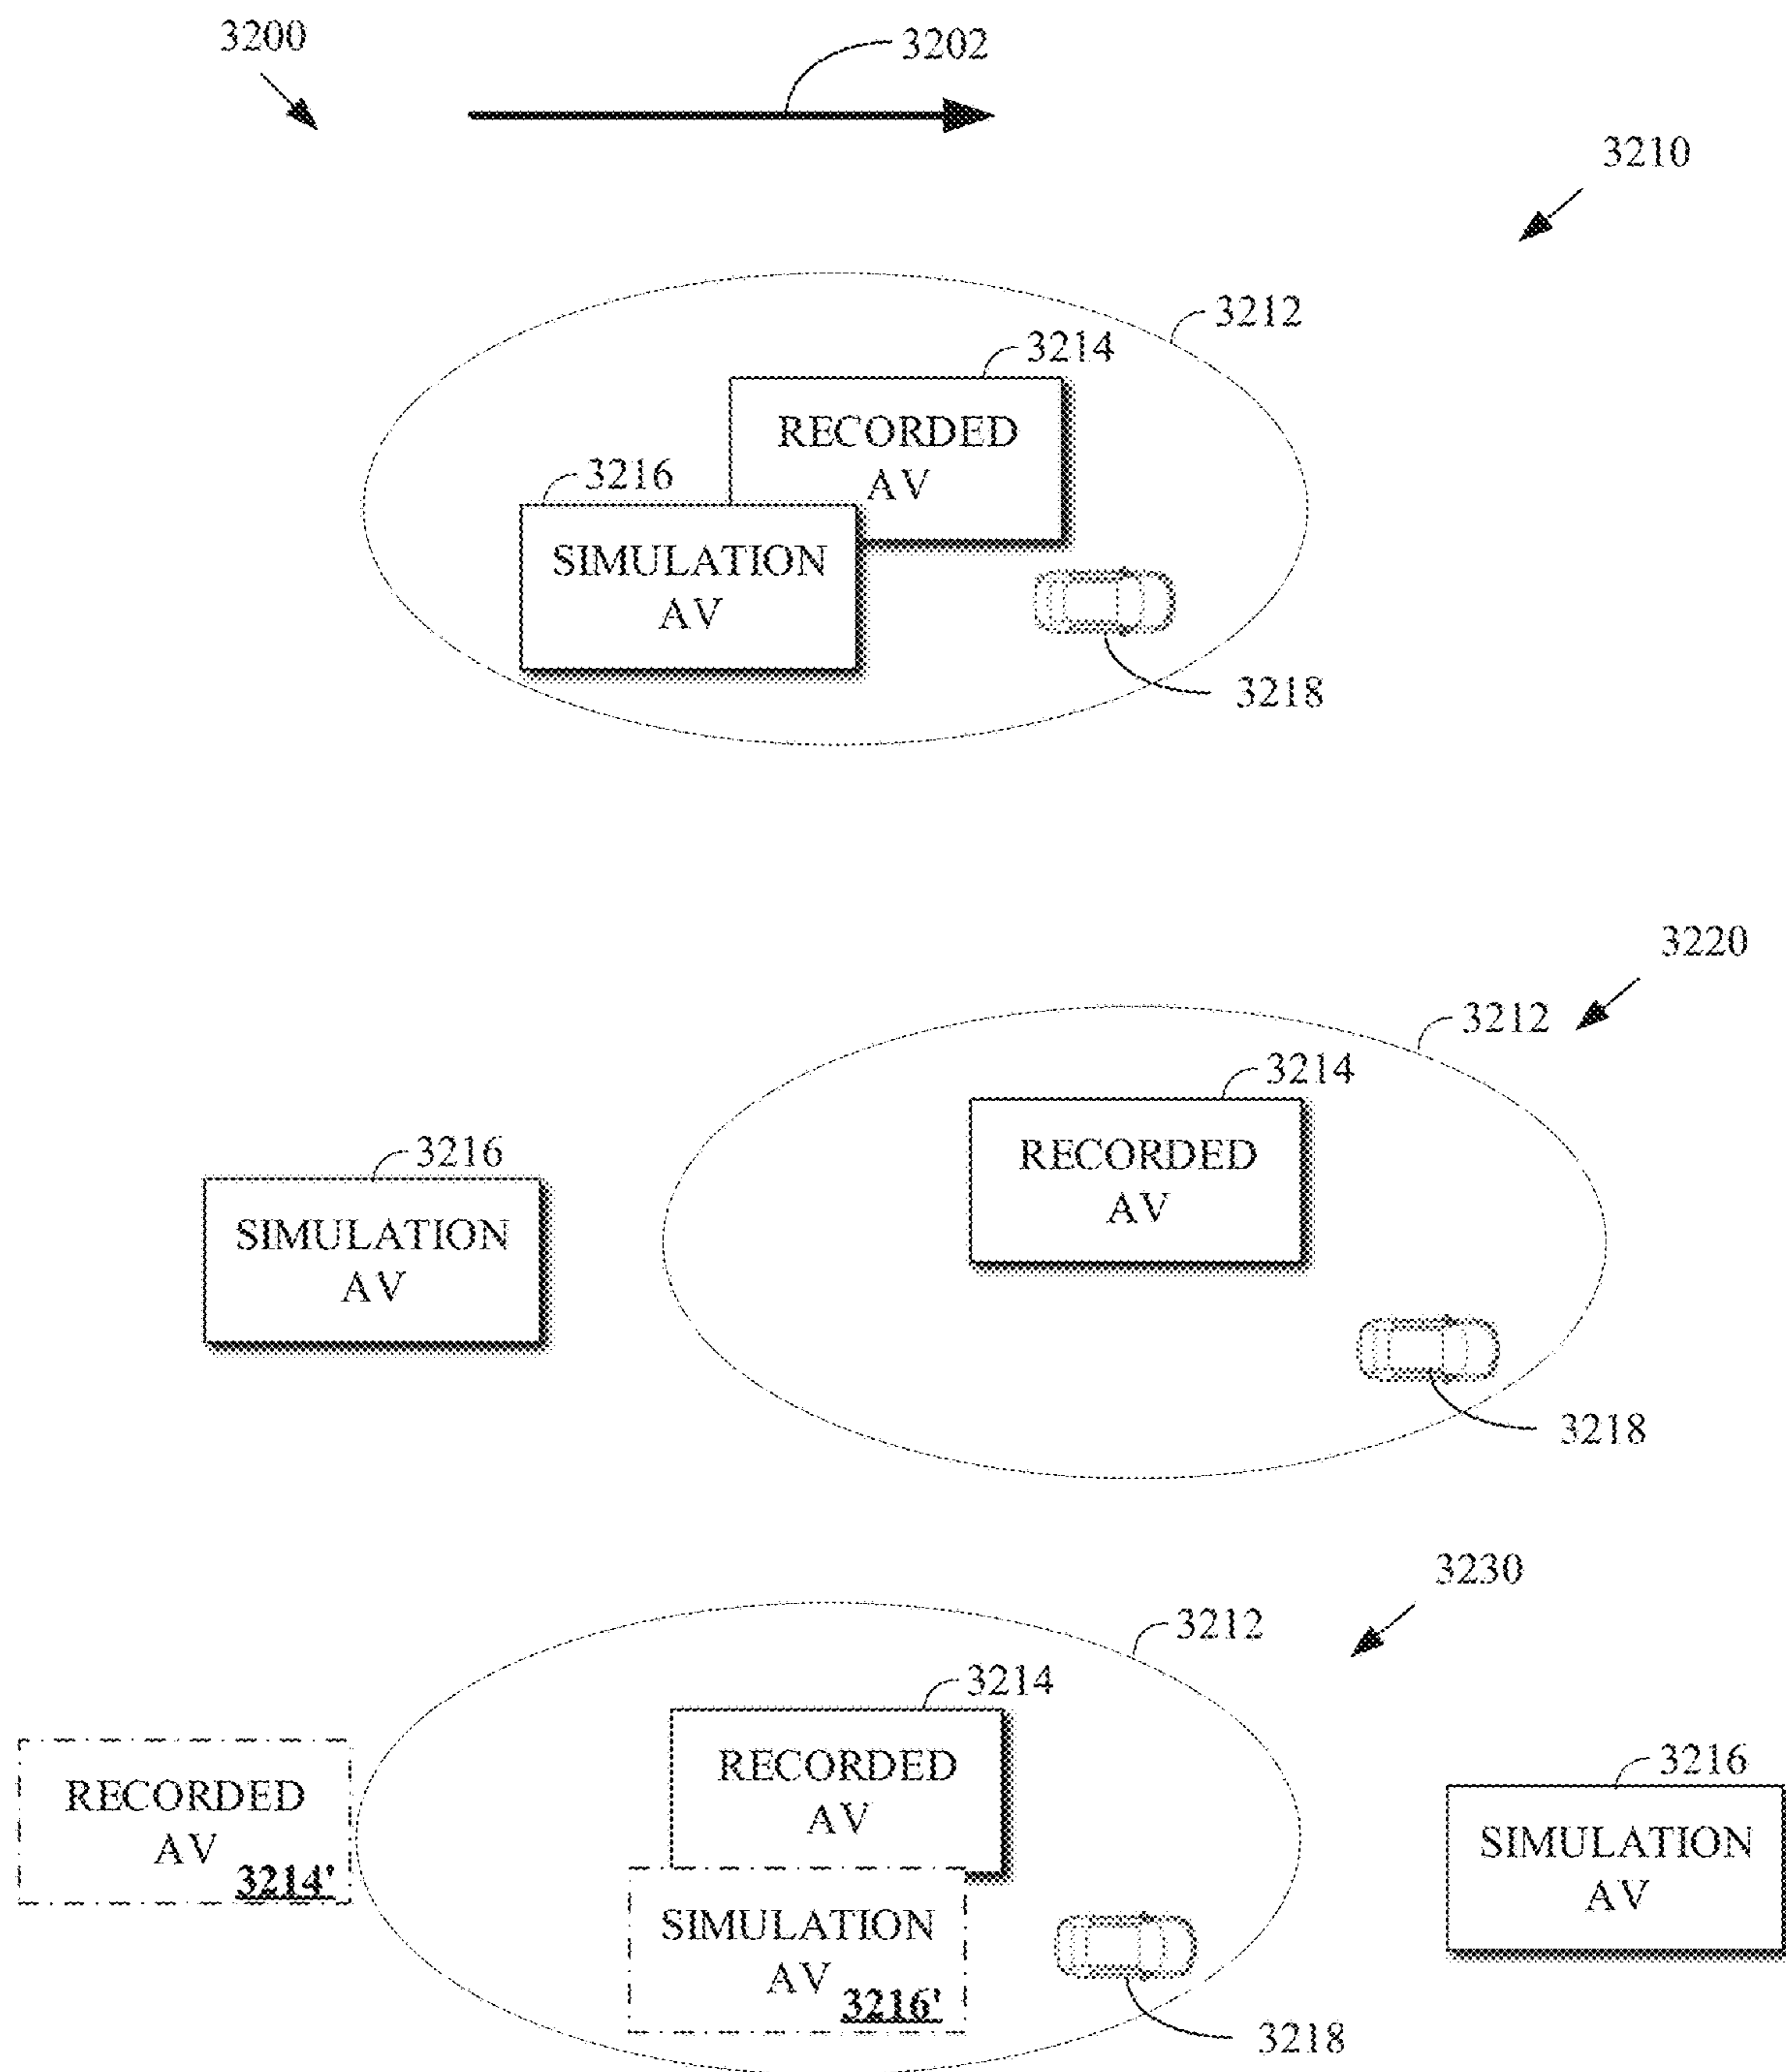 3200
3202
3210
3212
3214
RECORDED
AV
3216
SIMULATION
AV
3218
3220
3212
3214
RECORDED
AV
3216
SIMULATION
AV
3218
3230
3212
3214
RECORDED
AV
RECORDED
AV
3214'
3216
SIMULATION
AV
SIMULATION
AV
3216'
3218